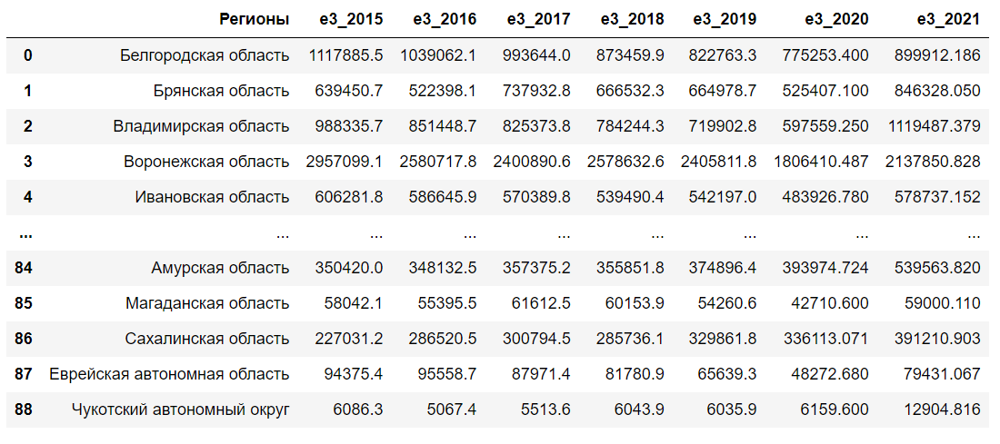 Регионы e3_2015 e3_2016 e3_2017 e3_2018 e3_2019 e3_2020 e3_2021
0 Белгородская область 1117885.5 1039062.1 993644.0 873459.9 822763.3 775253.400 899912.186
1 Брянская область 639450.7 522398.1 737932.8 666532.3 664978.7 525407.100 846328.050
2 Владимирская область 988335.7 851448.7 825373.8 784244.3 719902.8 597559.250 1119487.379
3 Воронежская область 2957099.1 2580717.8 2400890.6 2578632.6 2405811.8 1806410.487 2137850.828
4 Ивановская область 606281.8 586645.9 570389.8 539490.4 542197.0 483926.780 578737.152
... ... ... ... ... ... ... ... ...
84 Амурская область 350420.0 348132.5 357375.2 355851.8 374896.4 393974.724 539563.820
85 Магаданская область 58042.1 55395.5 61612.5 60153.9 54260.6 42710.600 59000.110
86 Сахалинская область 227031.2 286520.5 300794.5 285736.1 329861.8 336113.071 391210.903
87 Еврейская автономная область 94375.4 95558.7 87971.4 81780.9 65639.3 48272.680 79431.067
88 Чукотский автономный округ 6086.3 5067.4 5513.6 6043.9 6035.9 6159.600 12904.816